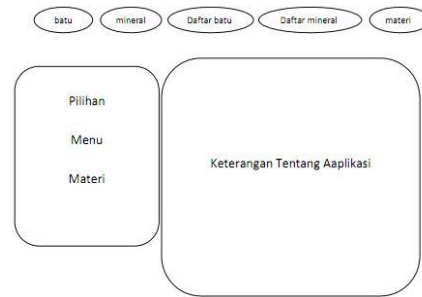 batu mineral Daftar batu Daftar mineral materi
Pilihan
Menu
Materi
Keterangan Tentang Aaplikasi